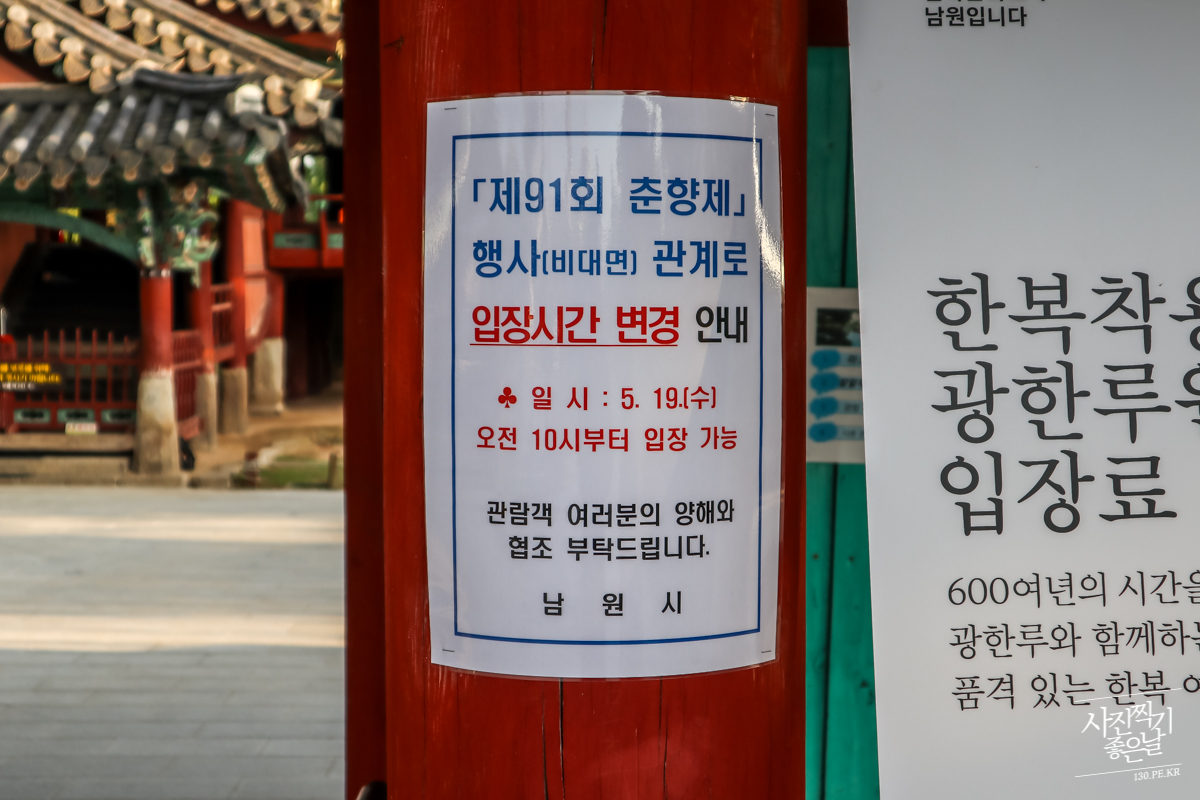 「제91회 춘향제」
행사(비대면) 관계로
입장시간 변경 안내
♣ 일 시 : 5. 19.(수)
오전 10시부터 입장 가능
관람객 여러분의 양해와
협조 부탁드립니다.
남 원 시
남원입니다
한복착용
광한루원
입장료
600여년의 시간을
광한루와 함께하는
품격 있는 한복
사진찍기
좋은날
130.PE.KR